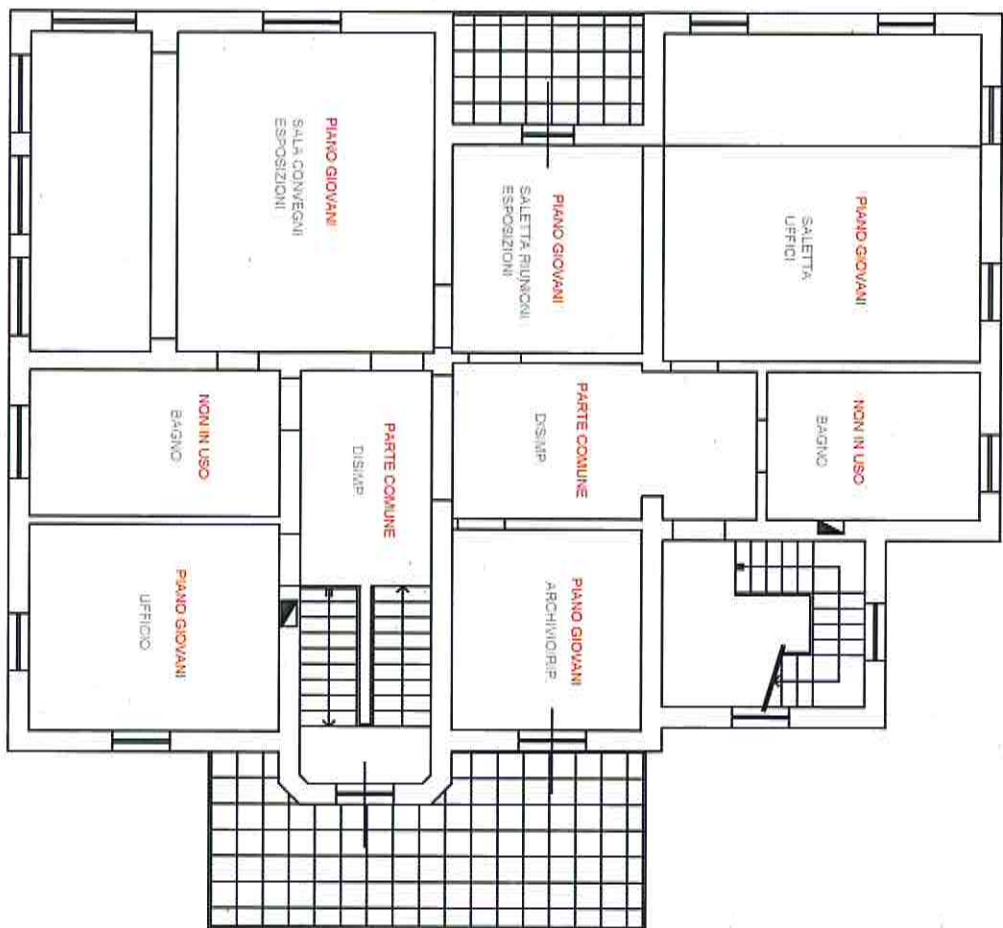 PIANO GIOVANI
SALA CONVEGNI
ESPOSIZIONI
PIANO GIOVANI
SALETTA RIUNIONI
ESPOSIZIONI
PIANO GIOVANI
SALETTA
UFFICI
NON IN USO
BAGNO
PARTE COMUNE
DISIMP.
PARTE COMUNE
DISIMP.
NON IN USO
BAGNO
PIANO GIOVANI
UFFICIO
PIANO GIOVANI
ARCHIVIO/RIP.